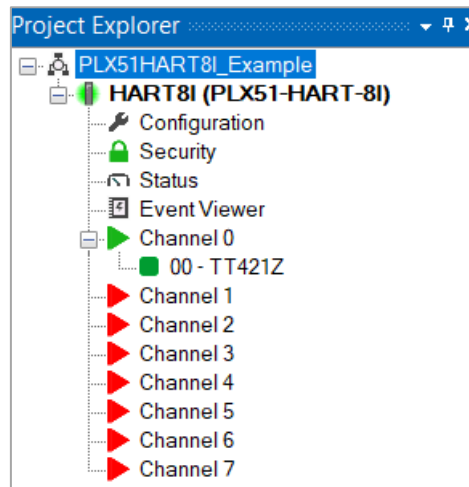 Project Explorer
PLX51HART8I_Example
HART8I (PLX51-HART-8I)
Configuration
Security
Status
Event Viewer
Channel 0
00 - TT421Z
Channel 1
Channel 2
Channel 3
Channel 4
Channel 5
Channel 6
Channel 7